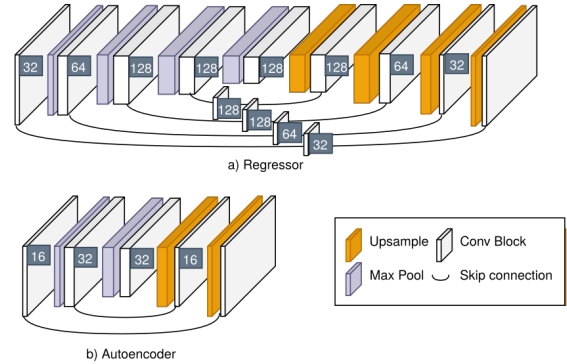 32 64 128 128 128 128 64 32
128
128
64
32
a) Regressor
16 32 32 16
Upsample Conv Block
Max Pool Skip connection
b) Autoencoder